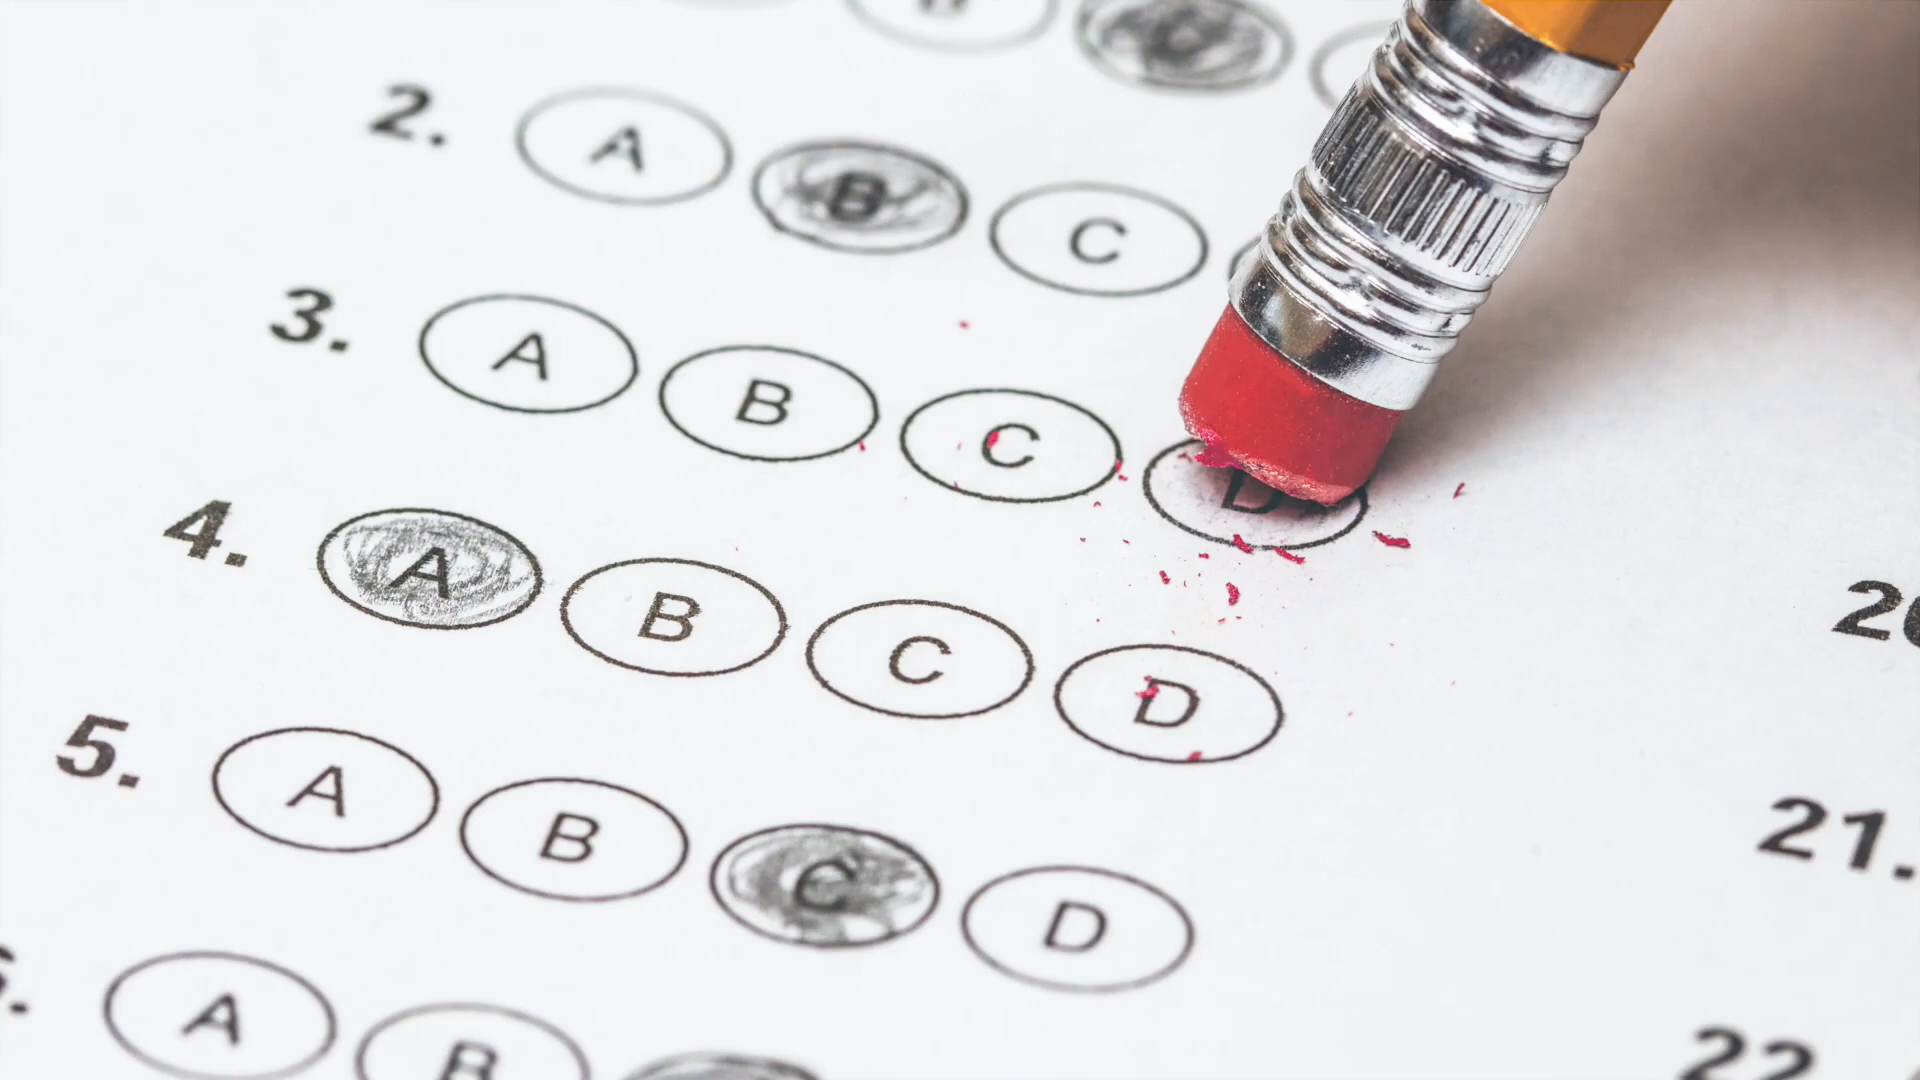 B C
2. A B C
3. A B C D
4. A B C D
5. A B C D
A B
20
21.
22